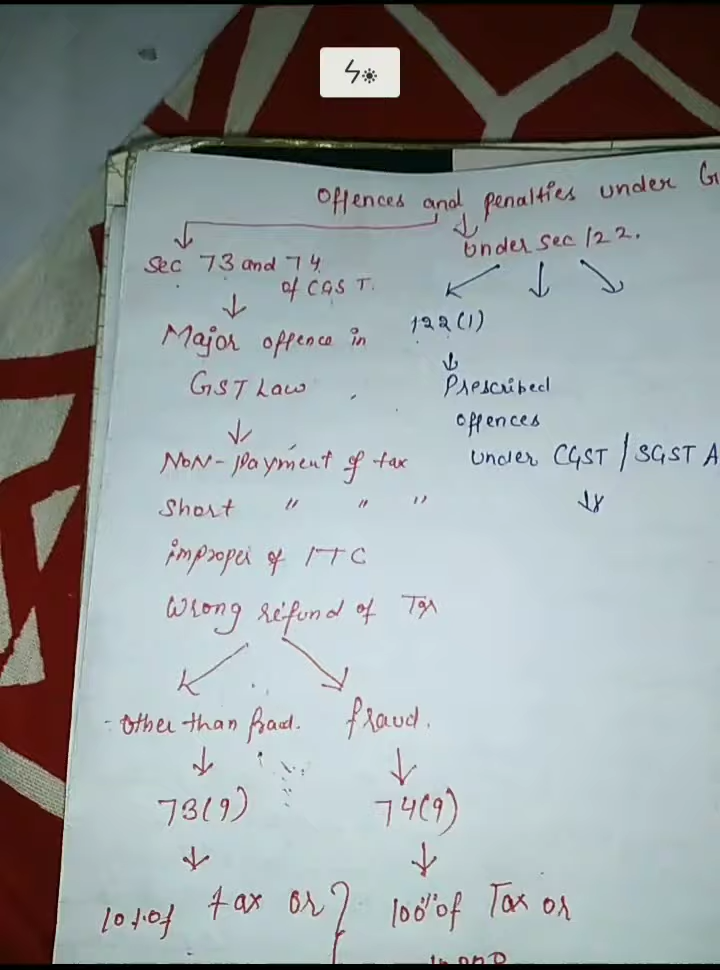 Offences and penalties under G
Sec 73 and 74
of CGST.
Major offence in
GST Law
Non-payment of tax
Short " " "
improper of ITC
Wrong refund of Tax
Other than frad.
fraud.
73(9)
74(9)
10% of tax or
100% of Tax or
Under sec 122.
122(1)
Prescribed
offences
under CGST/SGST A